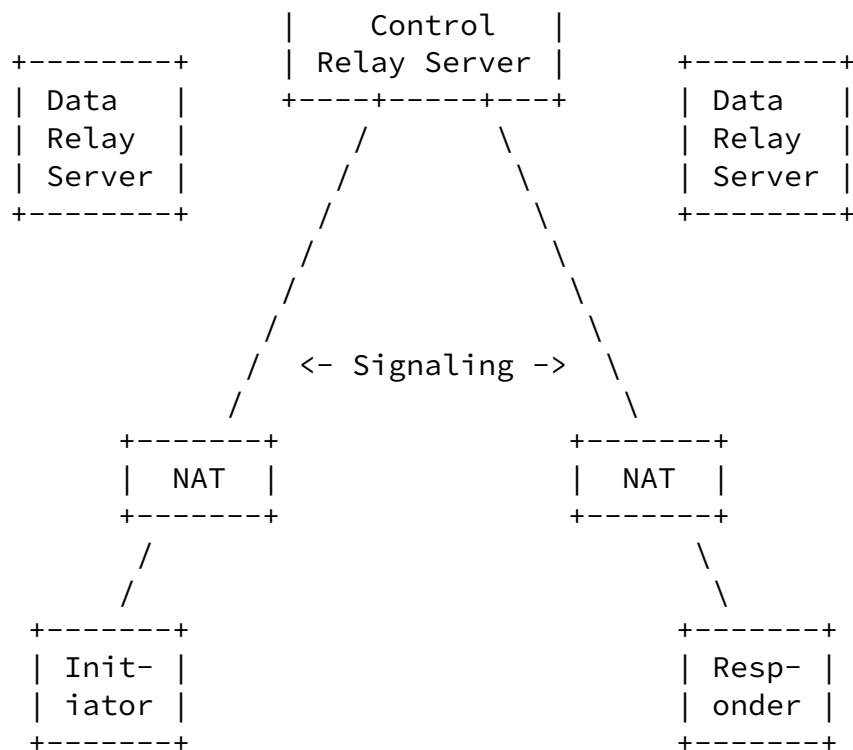 Control
Relay Server
Data
Relay
Server
Data
Relay
Server
<- Signaling ->
NAT
NAT
Init-
iator
Resp-
onder